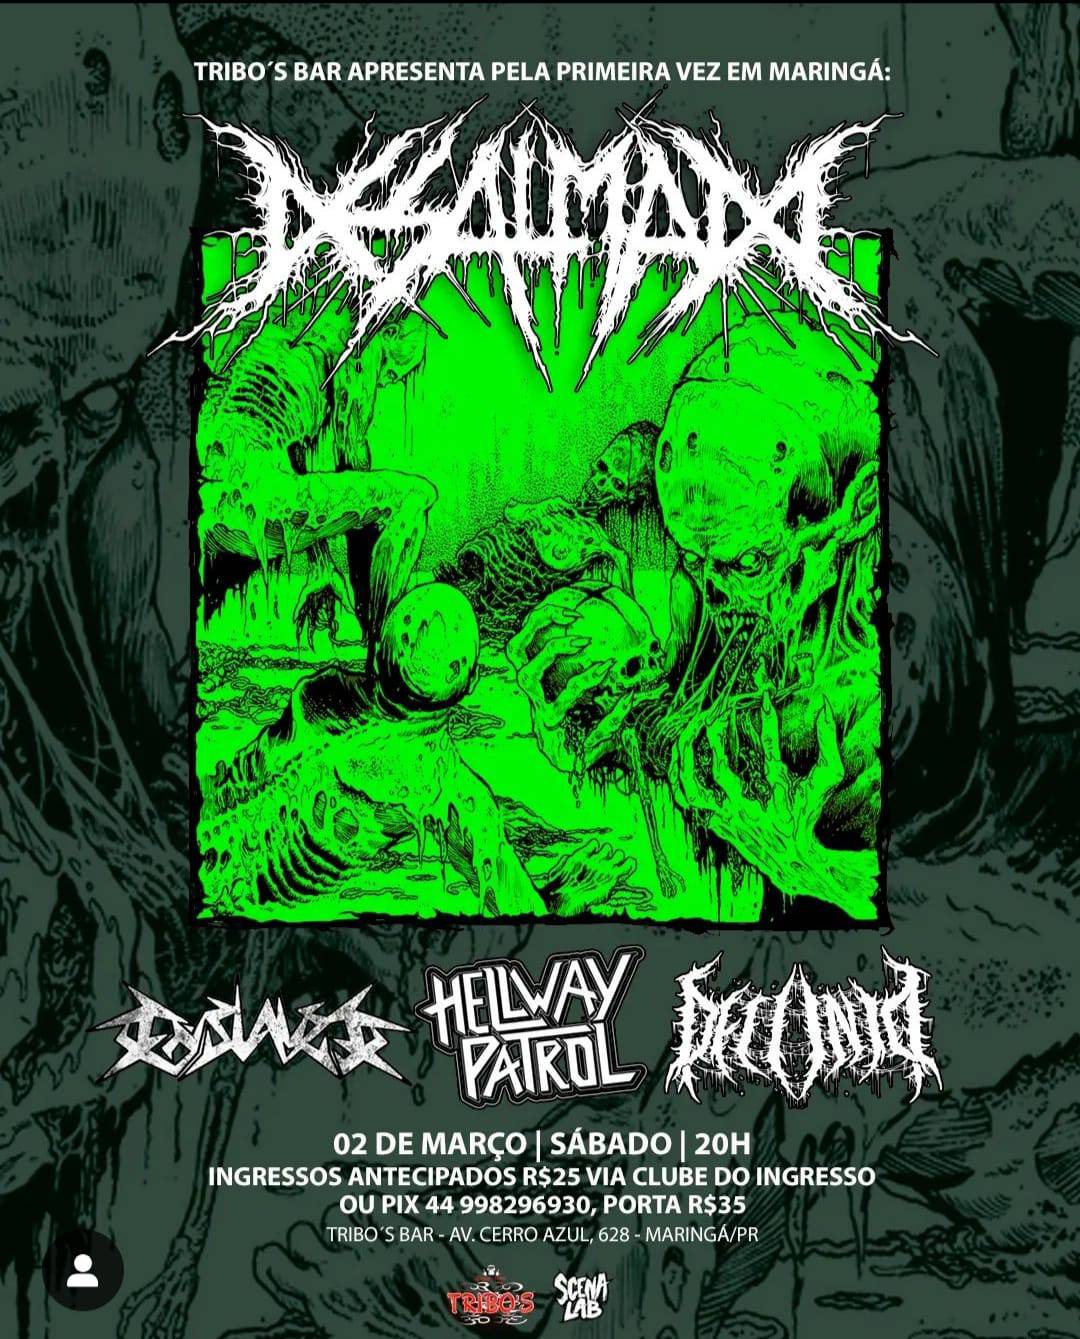 TRIBO´S BAR APRESENTA PELA PRIMEIRA VEZ EM MARINGÁ:
DESALMADO
HELLWAY
PATROL
02 DE MARÇO | SÁBADO | 20H
INGRESSOS ANTECIPADOS R$25 VIA CLUBE DO INGRESSO
OU PIX 44 998296930, PORTA R$35
TRIBO´S BAR - AV. CERRO AZUL, 628 - MARINGÁ/PR
TRIBO'S
SCENA
LAB